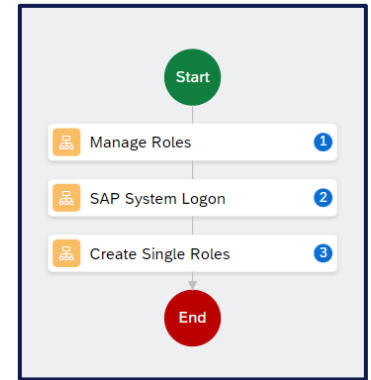 Start
Manage Roles 1
SAP System Logon 2
Create Single Roles 3
End